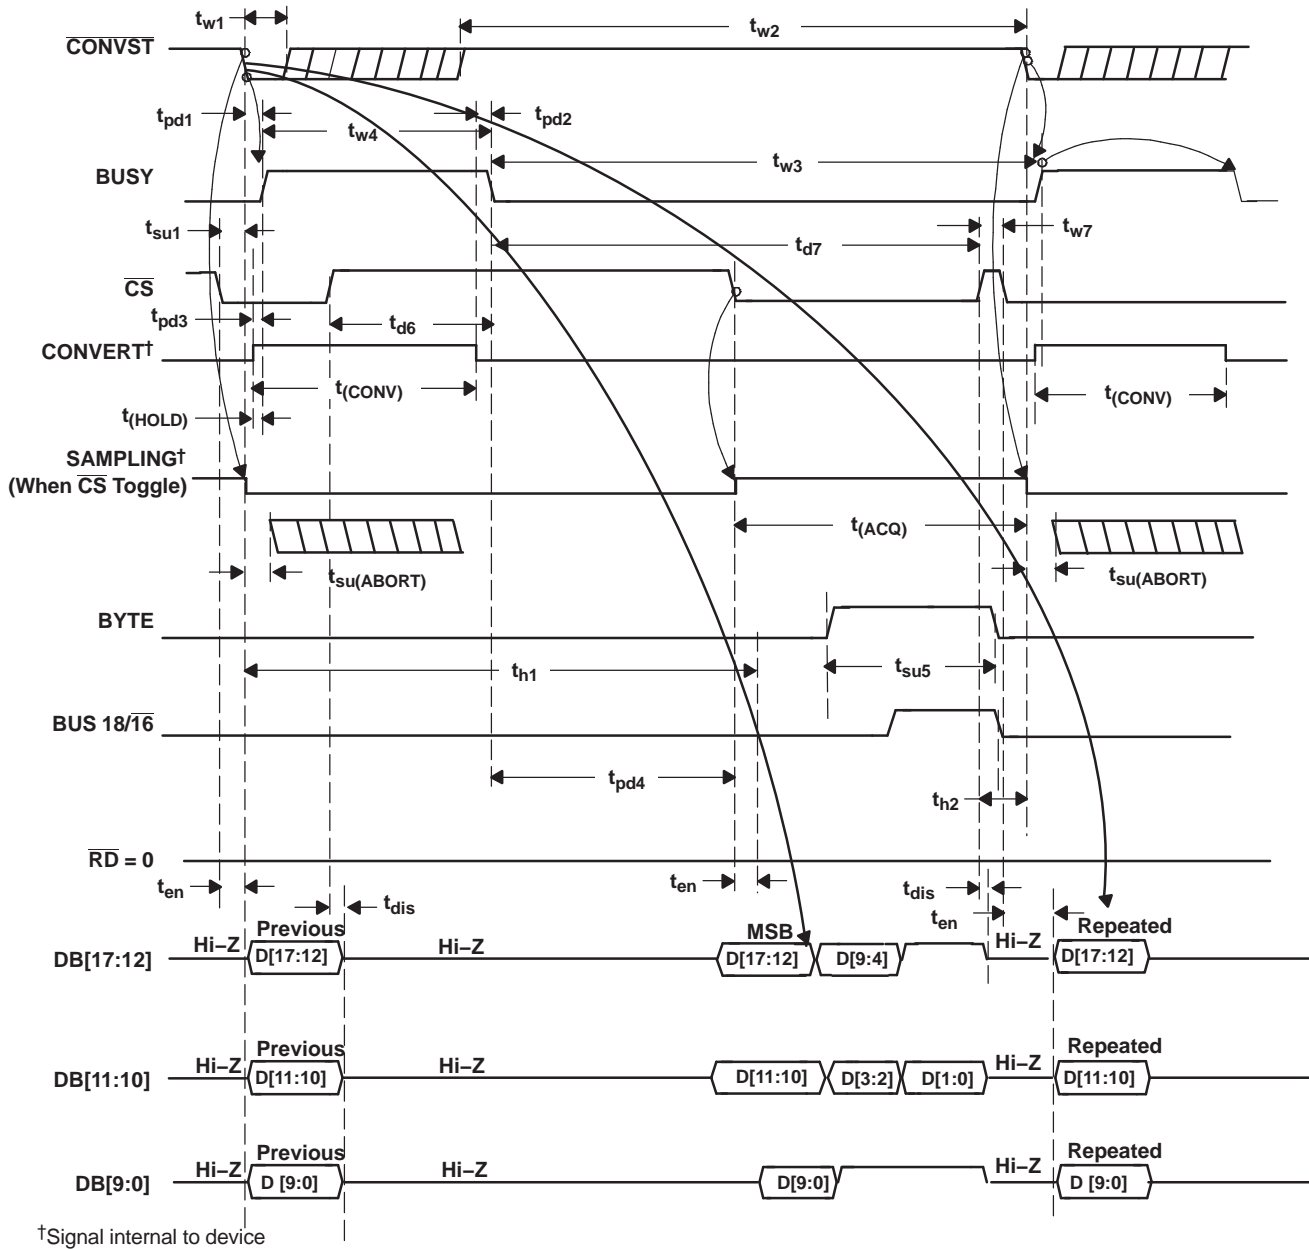 tw1
tw2
CONVST
tpd1
tw4
tpd2
tw3
BUSY
tsu1
tw7
td7
CS
tpd3
td6
CONVERT†
t(CONV)
t(CONV)
t(HOLD)
SAMPLING†
(When CS Toggle)
t(ACQ)
tsu(ABORT)
tsu(ABORT)
BYTE
th1
tsu5
BUS 18/16
tpd4
th2
RD = 0
ten
tdis
ten
tdis
ten
Previous
MSB
Repeated
DB[17:12]
Hi–Z
D[17:12]
Hi–Z
D[17:12]
D[9:4]
Hi–Z
D[17:12]
Previous
Repeated
DB[11:10]
Hi–Z
D[11:10]
Hi–Z
D[11:10]
D[3:2]
D[1:0]
Hi–Z
D[11:10]
Previous
Repeated
DB[9:0]
Hi–Z
D [9:0]
Hi–Z
D[9:0]
Hi–Z
D [9:0]
†Signal internal to device